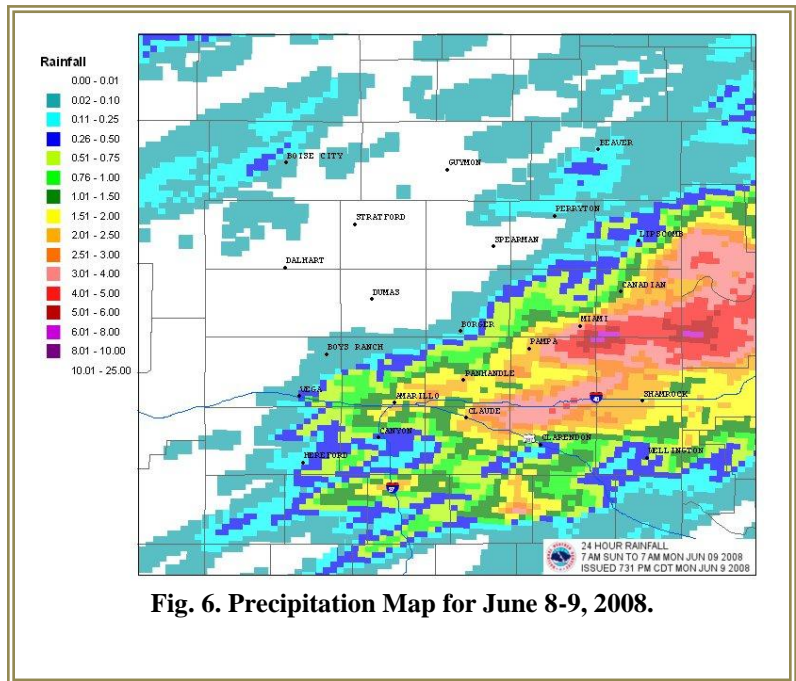 Rainfall
0.00 - 0.01
0.02 - 0.10
0.11 - 0.25
0.26 - 0.50
0.51 - 0.75
0.76 - 1.00
1.01 - 1.50
1.51 - 2.00
2.01 - 2.50
2.51 - 3.00
3.01 - 4.00
4.01 - 5.00
5.01 - 6.00
6.01 - 8.00
8.01 - 10.00
10.01 - 25.00
BEAVER
BOISE CITY
GUYMON
PERRYTON
STRATFORD
SPEARMAN
LIPSCOMB
DALHART
CANADIAN
DUMAS
MIAMI
BORGER
PAMPA
BOYS RANCH
PANHANDLE
VEGA
AMARILLO
40
SHAMROCK
CLAUDE
CANYON
CLARENDON
HEREFORD
WELLINGTON
27
24 HOUR RAINFALL
7 AM SUN TO 7 AM MON JUN 09 2008
ISSUED 731 PM CDT MON JUN 9 2008
Fig. 6. Precipitation Map for June 8-9, 2008.